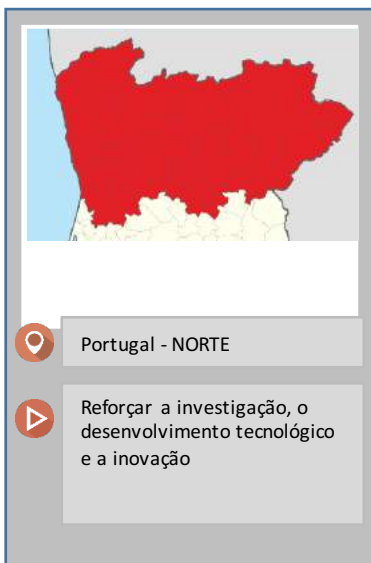 Portugal - NORTE
Reforçar a investigação, o
desenvolvimento tecnológico
e a inovação